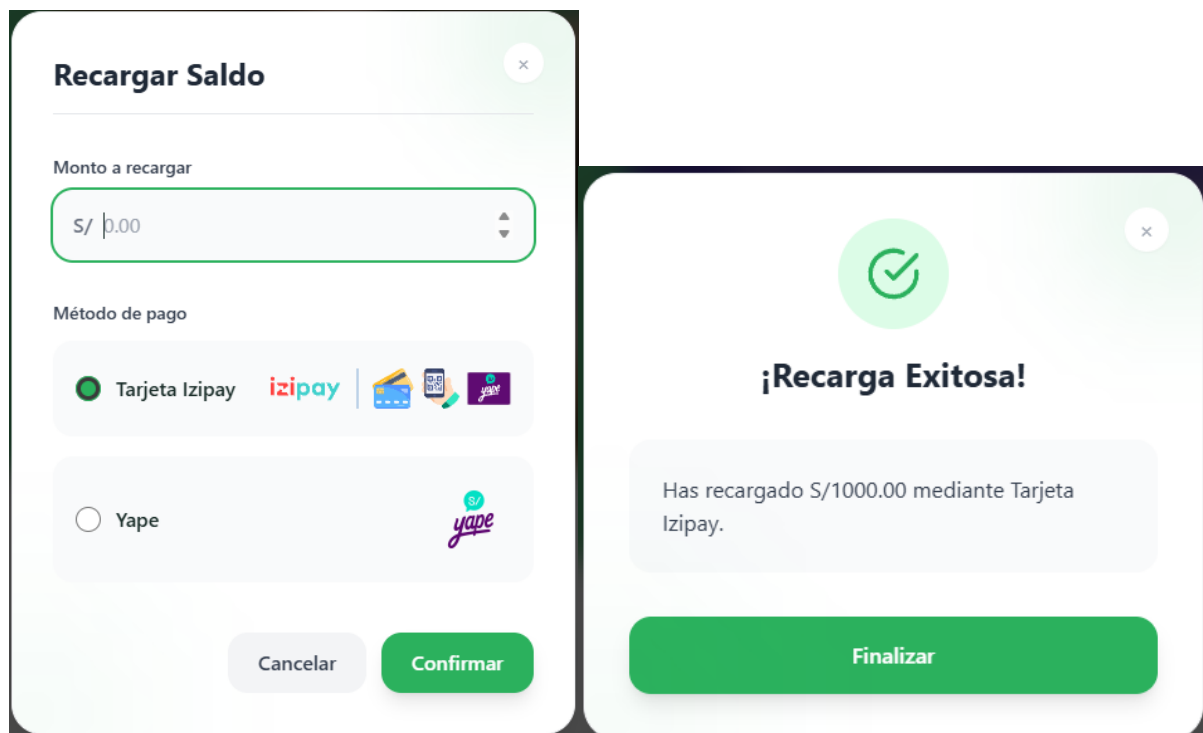 Recargar Saldo
×
Monto a recargar
S/ 0.00
Método de pago
Tarjeta Izipay izipay yape
Yape S/ yape
Cancelar Confirmar
×
¡Recarga Exitosa!
Has recargado S/1000.00 mediante Tarjeta
Izipay.
Finalizar